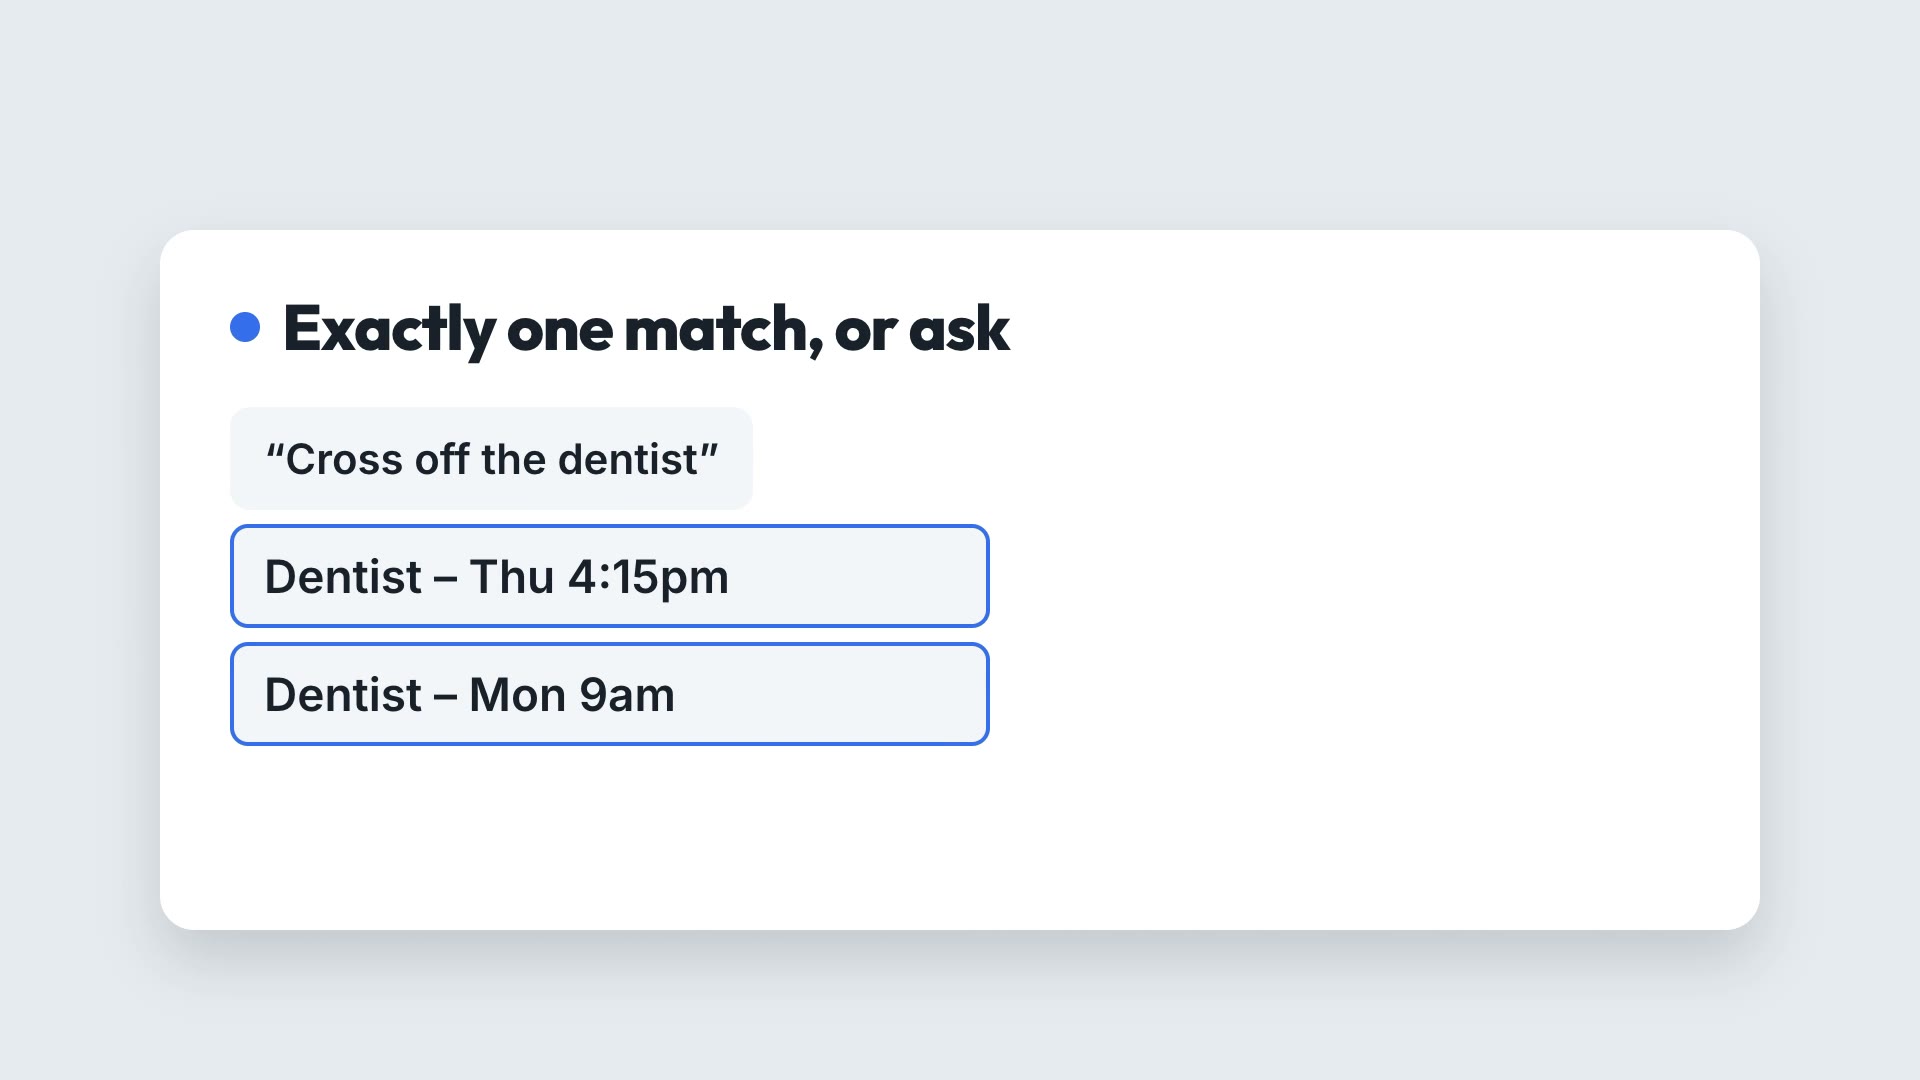 Exactly one match, or ask
“Cross off the dentist”
Dentist – Thu 4:15pm
Dentist – Mon 9am